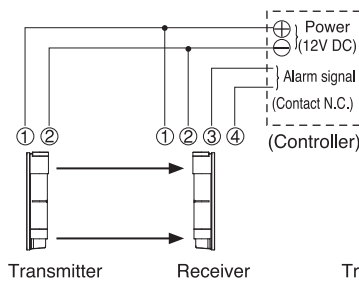 ⊕ Power
⊖ (12V DC)
Alarm signal
(Contact N.C.)
① ② ① ② ③ ④
(Controller)
Transmitter Receiver Tr